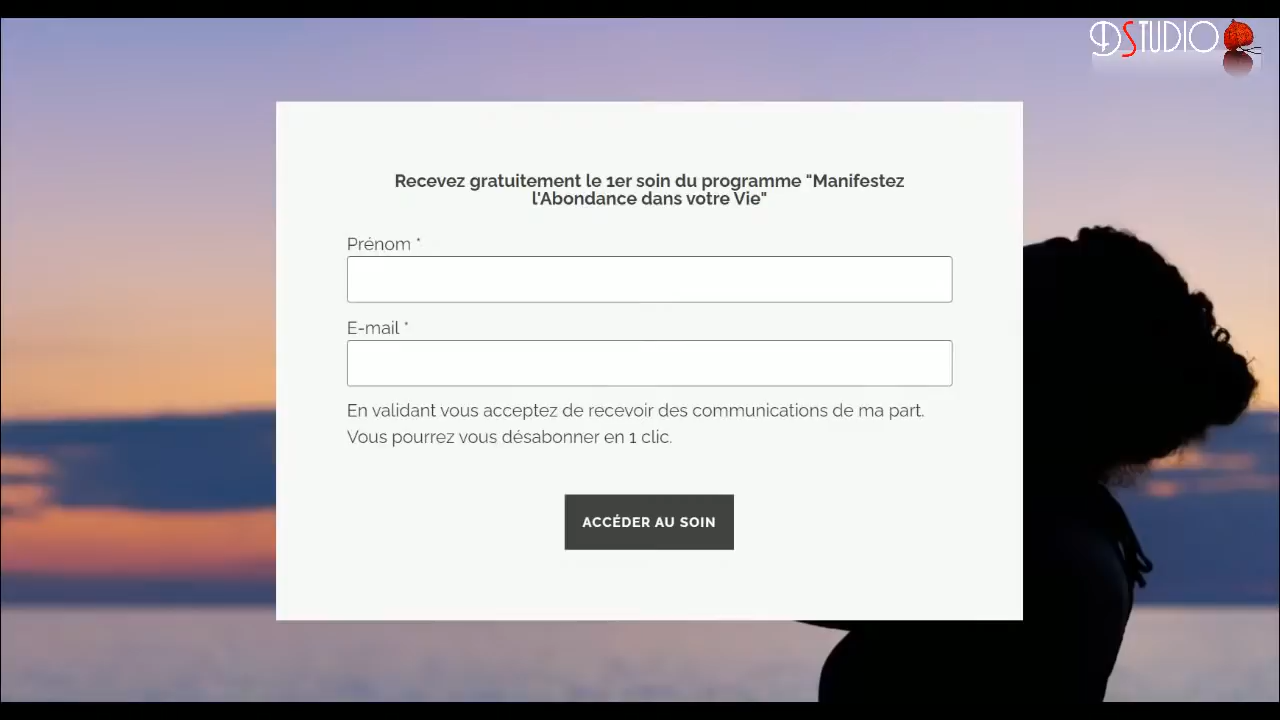 DSTUDIO
Recevez gratuitement le 1er soin du programme "Manifestez
l'Abondance dans votre Vie"
Prénom *
E-mail *
En validant vous acceptez de recevoir des communications de ma part.
Vous pourrez vous désabonner en 1 clic.
ACCÉDER AU SOIN